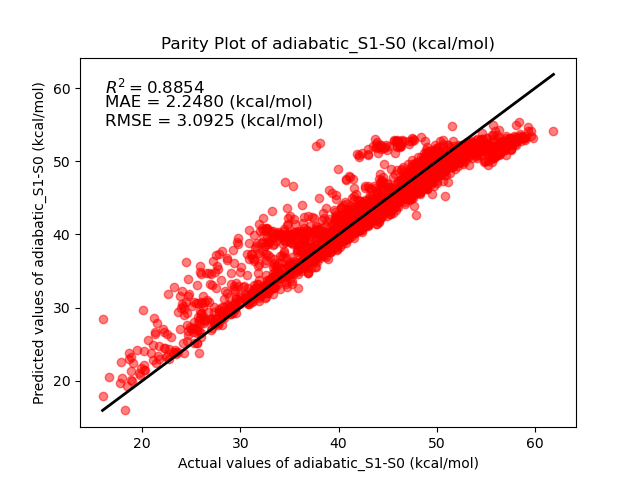 Parity Plot of adiabatic_S1-S0 (kcal/mol)
R² = 0.8854
MAE = 2.2480 (kcal/mol)
RMSE = 3.0925 (kcal/mol)
Predicted values of adiabatic_S1-S0 (kcal/mol)
60
50
40
30
20
20 30 40 50 60
Actual values of adiabatic_S1-S0 (kcal/mol)